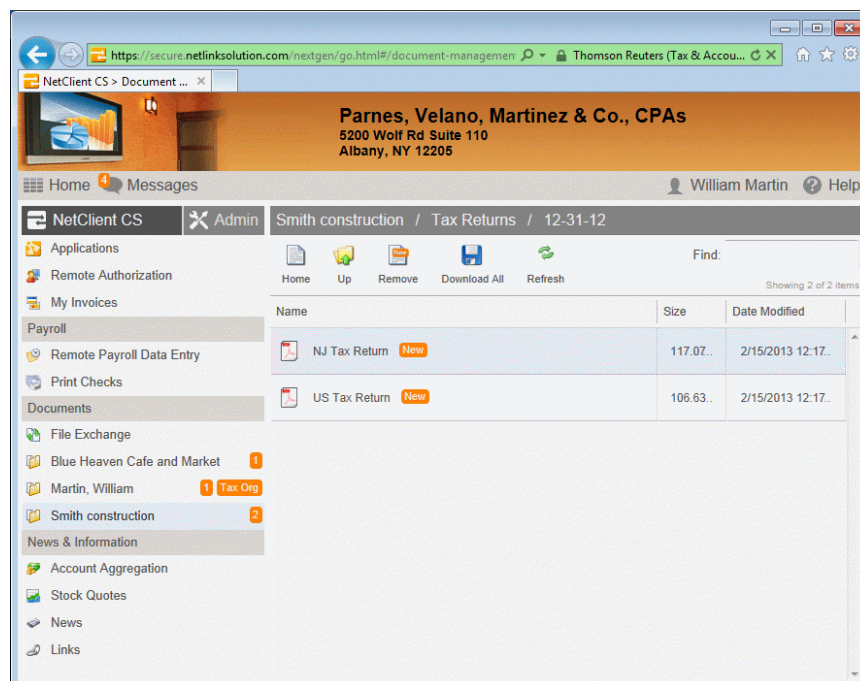 https://secure.netlinksolution.com/nextgen/go.html#/document-managemen
Thomson Reuters (Tax & Accou...
NetClient CS > Document ...
Parnes, Velano, Martinez & Co., CPAs
5200 Wolf Rd Suite 110
Albany, NY 12205
Home
4
Messages
William Martin
Help
NetClient CS
Admin
Smith construction / Tax Returns / 12-31-12
Applications
Remote Authorization
My Invoices
Payroll
Remote Payroll Data Entry
Print Checks
Documents
File Exchange
Blue Heaven Cafe and Market 1
Martin, William 1 Tax Org
Smith construction 2
News & Information
Account Aggregation
Stock Quotes
News
Links
Home
Up
Remove
Download All
Refresh
Find:
Showing 2 of 2 items
Name Size Date Modified
NJ Tax Return New 117.07.. 2/15/2013 12:17..
US Tax Return New 106.63.. 2/15/2013 12:17..